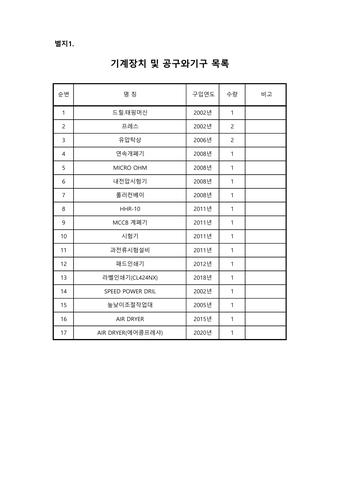 별지1.
기계장치 및 공구와기구 목록
순번 명 칭 구입연도 수량 비고
1 드릴.태핑머신 2002년 1
2 프레스 2002년 2
3 유압탁상 2006년 2
4 연속개폐기 2008년 1
5 MICRO OHM 2008년 1
6 내전압시험기 2008년 1
7 롤러컨베이 2008년 1
8 HHR-10 2011년 1
9 MCCB 계폐기 2011년 1
10 시험기 2011년 1
11 과전류시험설비 2011년 1
12 패드인쇄기 2012년 1
13 라벨인쇄기(CL424NX) 2018년 1
14 SPEED POWER DRIL 2002년 1
15 높낮이조절작업대 2005년 1
16 AIR DRYER 2015년 1
17 AIR DRYER(에어콤프레샤) 2020년 1